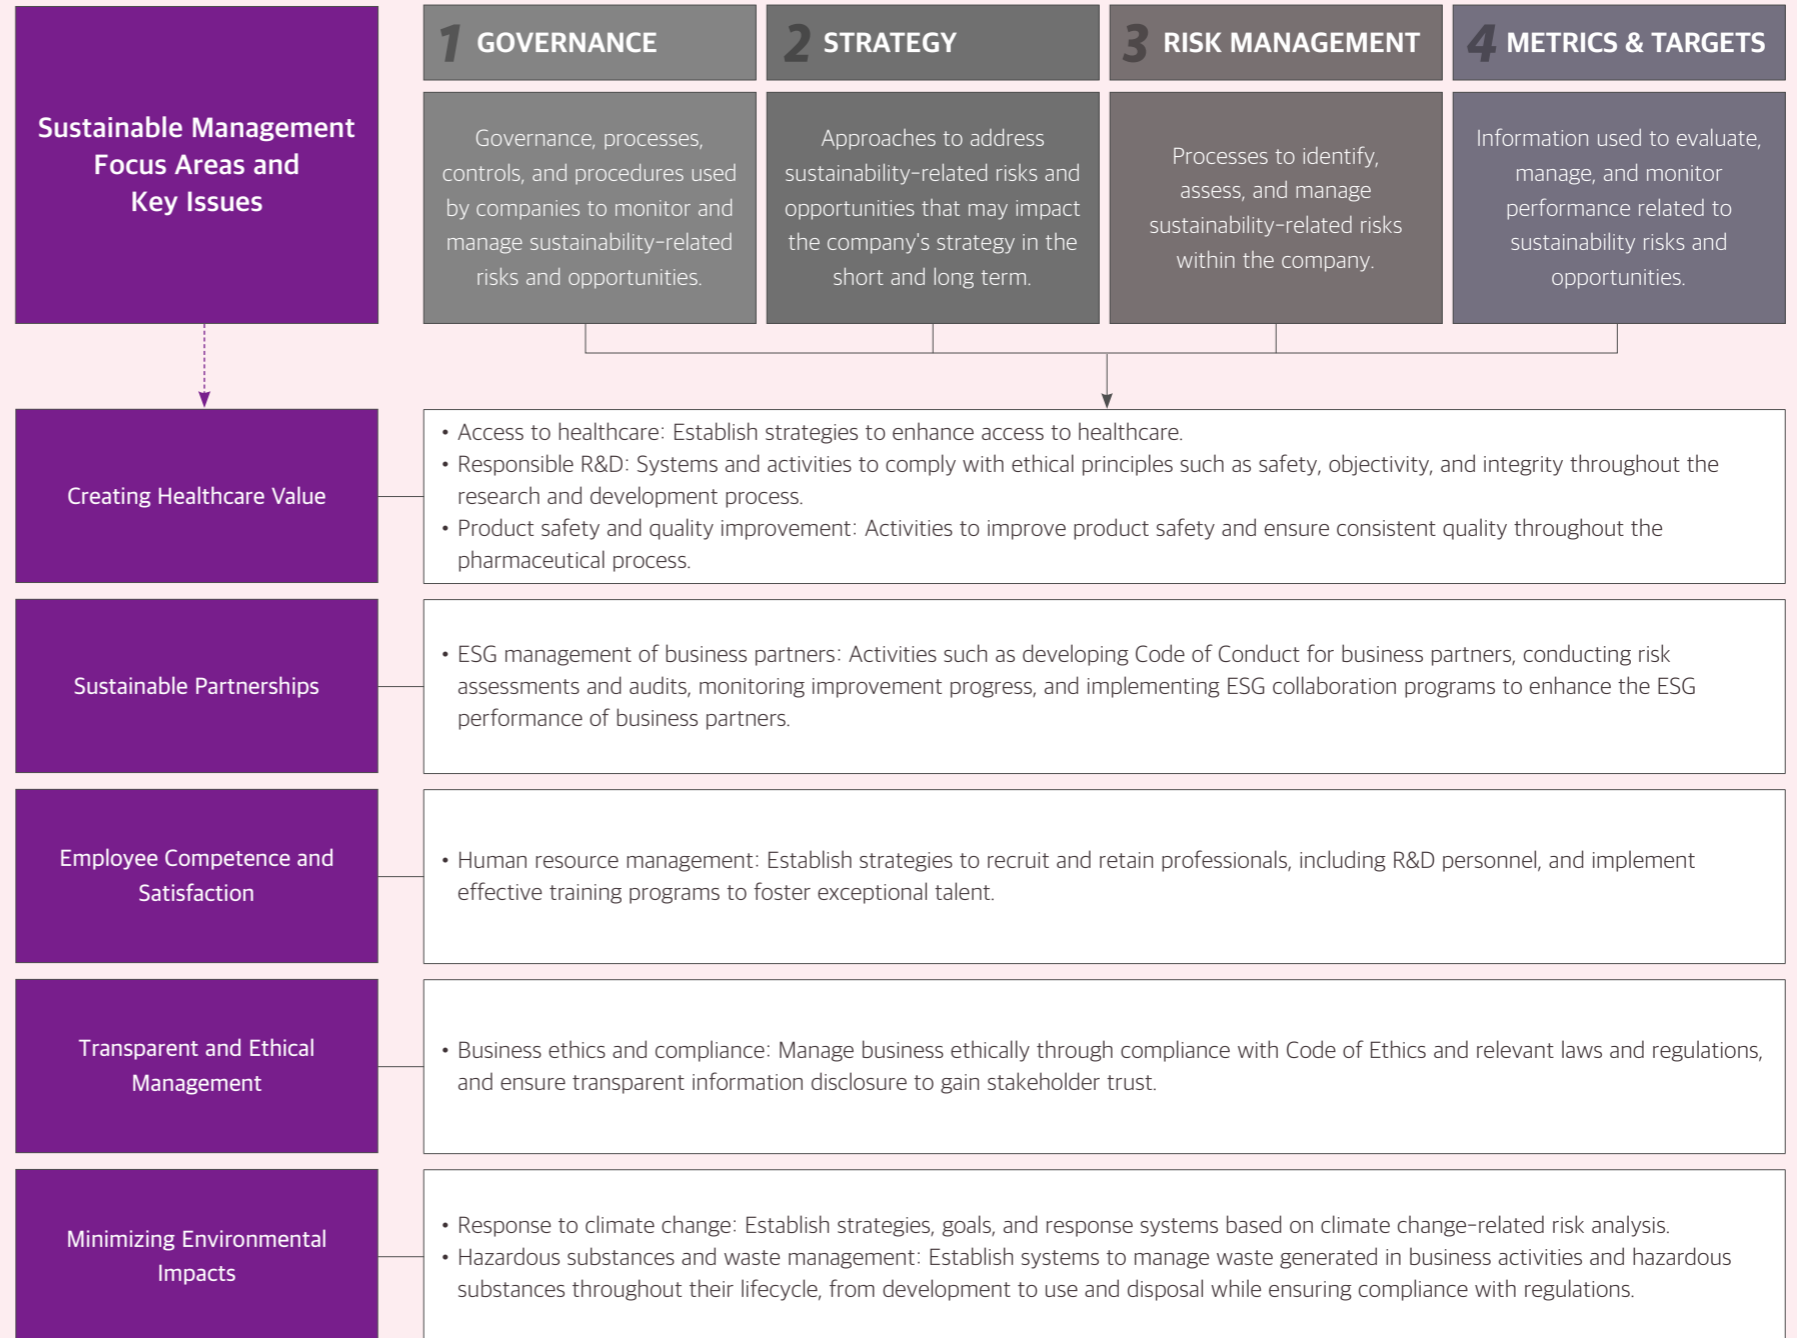 Sustainable Management
Focus Areas and
Key Issues
1 GOVERNANCE
Governance, processes,
controls, and procedures used
by companies to monitor and
manage sustainability-related
risks and opportunities.
2 STRATEGY
Approaches to address
sustainability-related risks and
opportunities that may impact
the company's strategy in the
short and long term.
3 RISK MANAGEMENT
Processes to identify,
assess, and manage
sustainability-related risks
within the company.
4 METRICS & TARGETS
Information used to evaluate,
manage, and monitor
performance related to
sustainability risks and
opportunities.
Creating Healthcare Value
• Access to healthcare: Establish strategies to enhance access to healthcare.
• Responsible R&D: Systems and activities to comply with ethical principles such as safety, objectivity, and integrity throughout the
research and development process.
• Product safety and quality improvement: Activities to improve product safety and ensure consistent quality throughout the
pharmaceutical process.
Sustainable Partnerships
• ESG management of business partners: Activities such as developing Code of Conduct for business partners, conducting risk
assessments and audits, monitoring improvement progress, and implementing ESG collaboration programs to enhance the ESG
performance of business partners.
Employee Competence and
Satisfaction
• Human resource management: Establish strategies to recruit and retain professionals, including R&D personnel, and implement
effective training programs to foster exceptional talent.
Transparent and Ethical
Management
• Business ethics and compliance: Manage business ethically through compliance with Code of Ethics and relevant laws and regulations,
and ensure transparent information disclosure to gain stakeholder trust.
Minimizing Environmental
Impacts
• Response to climate change: Establish strategies, goals, and response systems based on climate change-related risk analysis.
• Hazardous substances and waste management: Establish systems to manage waste generated in business activities and hazardous
substances throughout their lifecycle, from development to use and disposal while ensuring compliance with regulations.